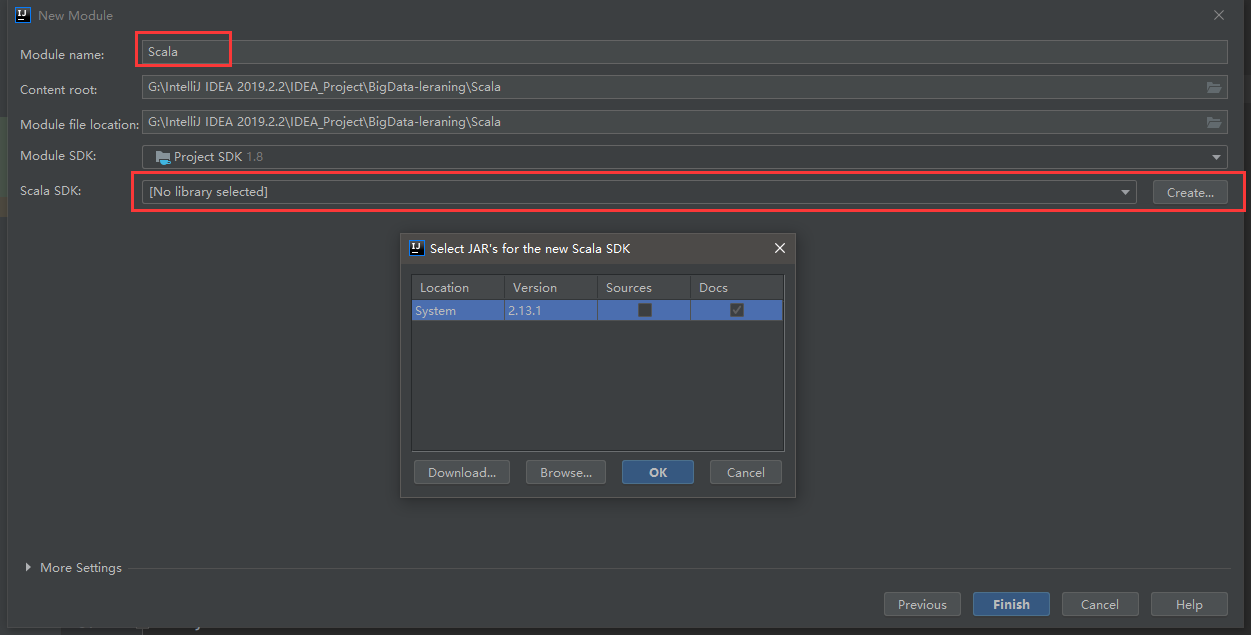 New Module
Module name: Scala
Content root: G:\IntelliJ IDEA 2019.2.2\IDEA_Project\BigData-leraning\Scala
Module file location: G:\IntelliJ IDEA 2019.2.2\IDEA_Project\BigData-leraning\Scala
Module SDK: Project SDK 1.8
Scala SDK: [No library selected] Create...
Select JAR's for the new Scala SDK
Location Version Sources Docs
System 2.13.1
Download... Browse... OK Cancel
More Settings
Previous Finish Cancel Help